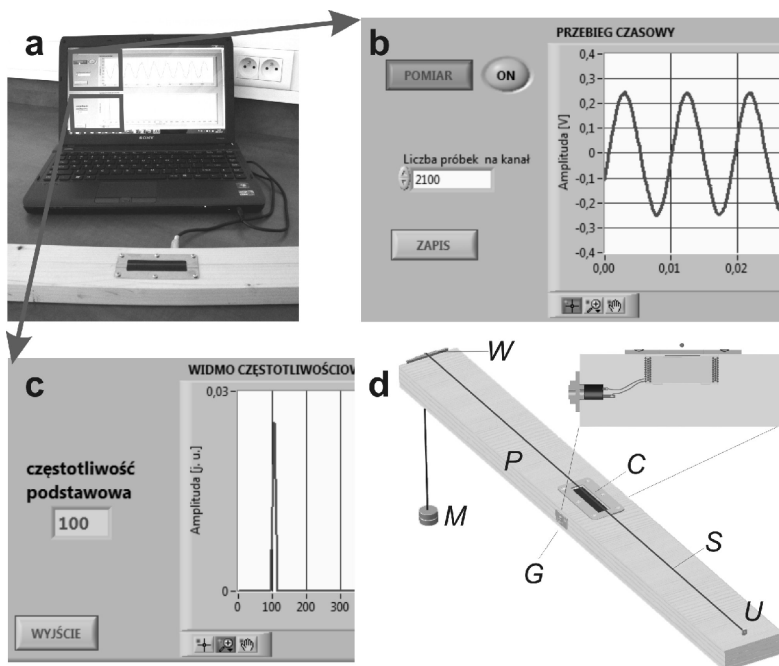 a
SONY
b
PRZEBIEG CZASOWY
POMIAR
ON
Liczba próbek na kanał
2100
ZAPIS
Amplituda [V]
0,4
0,3
0,2
0,1
0
-0,1
-0,2
-0,3
-0,4
0,00
0,01
0,02
c
WIDMO CZĘSTOTLIWOŚCIOW
częstotliwość
podstawowa
100
WYJŚCIE
Amplituda [j. u.]
0,03
0
0
100
200
300
d
W
P
C
M
G
S
U